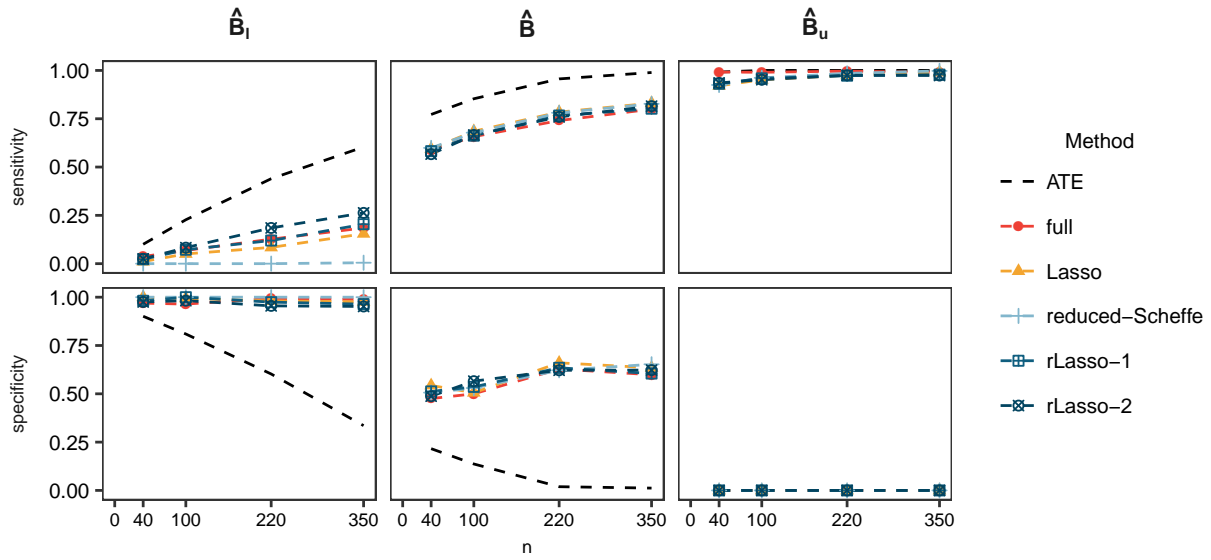 B̂ₗ B̂ B̂ᵤ
1.00
0.75
0.50
0.25
0.00
sensitivity
1.00
0.75
0.50
0.25
0.00
specificity
0 40 100 220 350 0 40 100 220 350 0 40 100 220 350
n
Method
ATE
full
Lasso
reduced−Scheffe
rLasso−1
rLasso−2